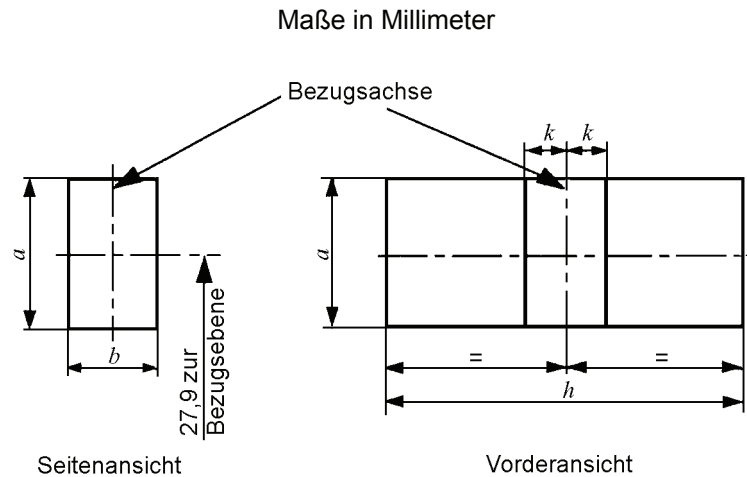 Maße in Millimeter
Bezugsachse
k k
a
a
b
27,9 zur
Bezugsebene
= =
h
Seitenansicht
Vorderansicht